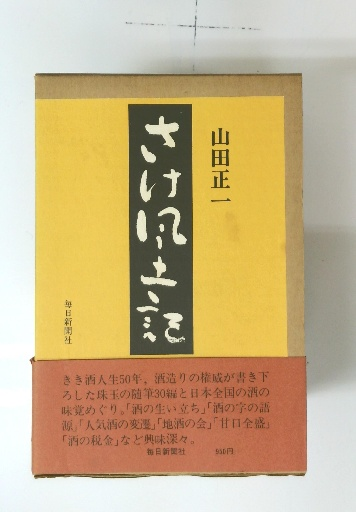 山田正一
さけ風土記
毎日新聞社
きき酒人生50年，酒造りの権威が書き下
ろした珠玉の随筆30編と日本全国の酒の
味覚めぐり。「酒の生い立ち」「酒の字の語
源」「人気酒の変遷」「地酒の会」「甘口全盛」
「酒の税金」など興味深々。
毎日新聞社 950円